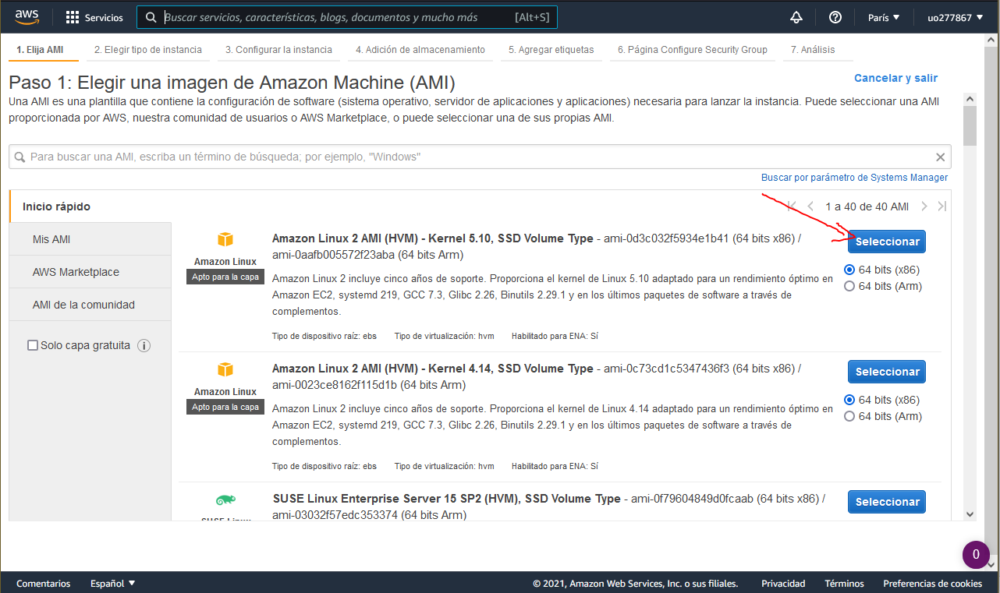 aws
Servicios
Buscar servicios, características, blogs, documentos y mucho más [Alt+S]
París
uo277867
1. Elija AMI
2. Elegir tipo de instancia
3. Configurar la instancia
4. Adición de almacenamiento
5. Agregar etiquetas
6. Página Configure Security Group
7. Análisis
Paso 1: Elegir una imagen de Amazon Machine (AMI)
Cancelar y salir
Una AMI es una plantilla que contiene la configuración de software (sistema operativo, servidor de aplicaciones y aplicaciones) necesaria para lanzar la instancia. Puede seleccionar una AMI
proporcionada por AWS, nuestra comunidad de usuarios o AWS Marketplace, o puede seleccionar una de sus propias AMI.
Para buscar una AMI, escriba un término de búsqueda; por ejemplo, "Windows"
Buscar por parámetro de Systems Manager
Inicio rápido
1 a 40 de 40 AMI
Mis AMI
AWS Marketplace
AMI de la comunidad
Solo capa gratuita
Amazon Linux
Apto para la capa
Amazon Linux 2 AMI (HVM) - Kernel 5.10, SSD Volume Type - ami-0d3c032f5934e1b41 (64 bits x86) /
ami-0aafb005572f23aba (64 bits Arm)
Amazon Linux 2 incluye cinco años de soporte. Proporciona el kernel de Linux 5.10 adaptado para un rendimiento óptimo en
Amazon EC2, systemd 219, GCC 7.3, Glibc 2.26, Binutils 2.29.1 y en los últimos paquetes de software a través de
complementos.
Tipo de dispositivo raíz: ebs Tipo de virtualización: hvm Habilitado para ENA: Sí
Seleccionar
64 bits (x86)
64 bits (Arm)
Amazon Linux
Apto para la capa
Amazon Linux 2 AMI (HVM) - Kernel 4.14, SSD Volume Type - ami-0c73cd1c5347436f3 (64 bits x86) /
ami-0023ce8162f115d1b (64 bits Arm)
Amazon Linux 2 incluye cinco años de soporte. Proporciona el kernel de Linux 4.14 adaptado para un rendimiento óptimo en
Amazon EC2, systemd 219, GCC 7.3, Glibc 2.26, Binutils 2.29.1 y en los últimos paquetes de software a través de
complementos.
Tipo de dispositivo raíz: ebs Tipo de virtualización: hvm Habilitado para ENA: Sí
Seleccionar
64 bits (x86)
64 bits (Arm)
SUSE Linux
SUSE Linux Enterprise Server 15 SP2 (HVM), SSD Volume Type - ami-0f79604849d0fcaab (64 bits x86) /
ami-03032f57edc353374 (64 bits Arm)
Seleccionar
0
Comentarios
Español
© 2021, Amazon Web Services, Inc. o sus filiales.
Privacidad
Términos
Preferencias de cookies